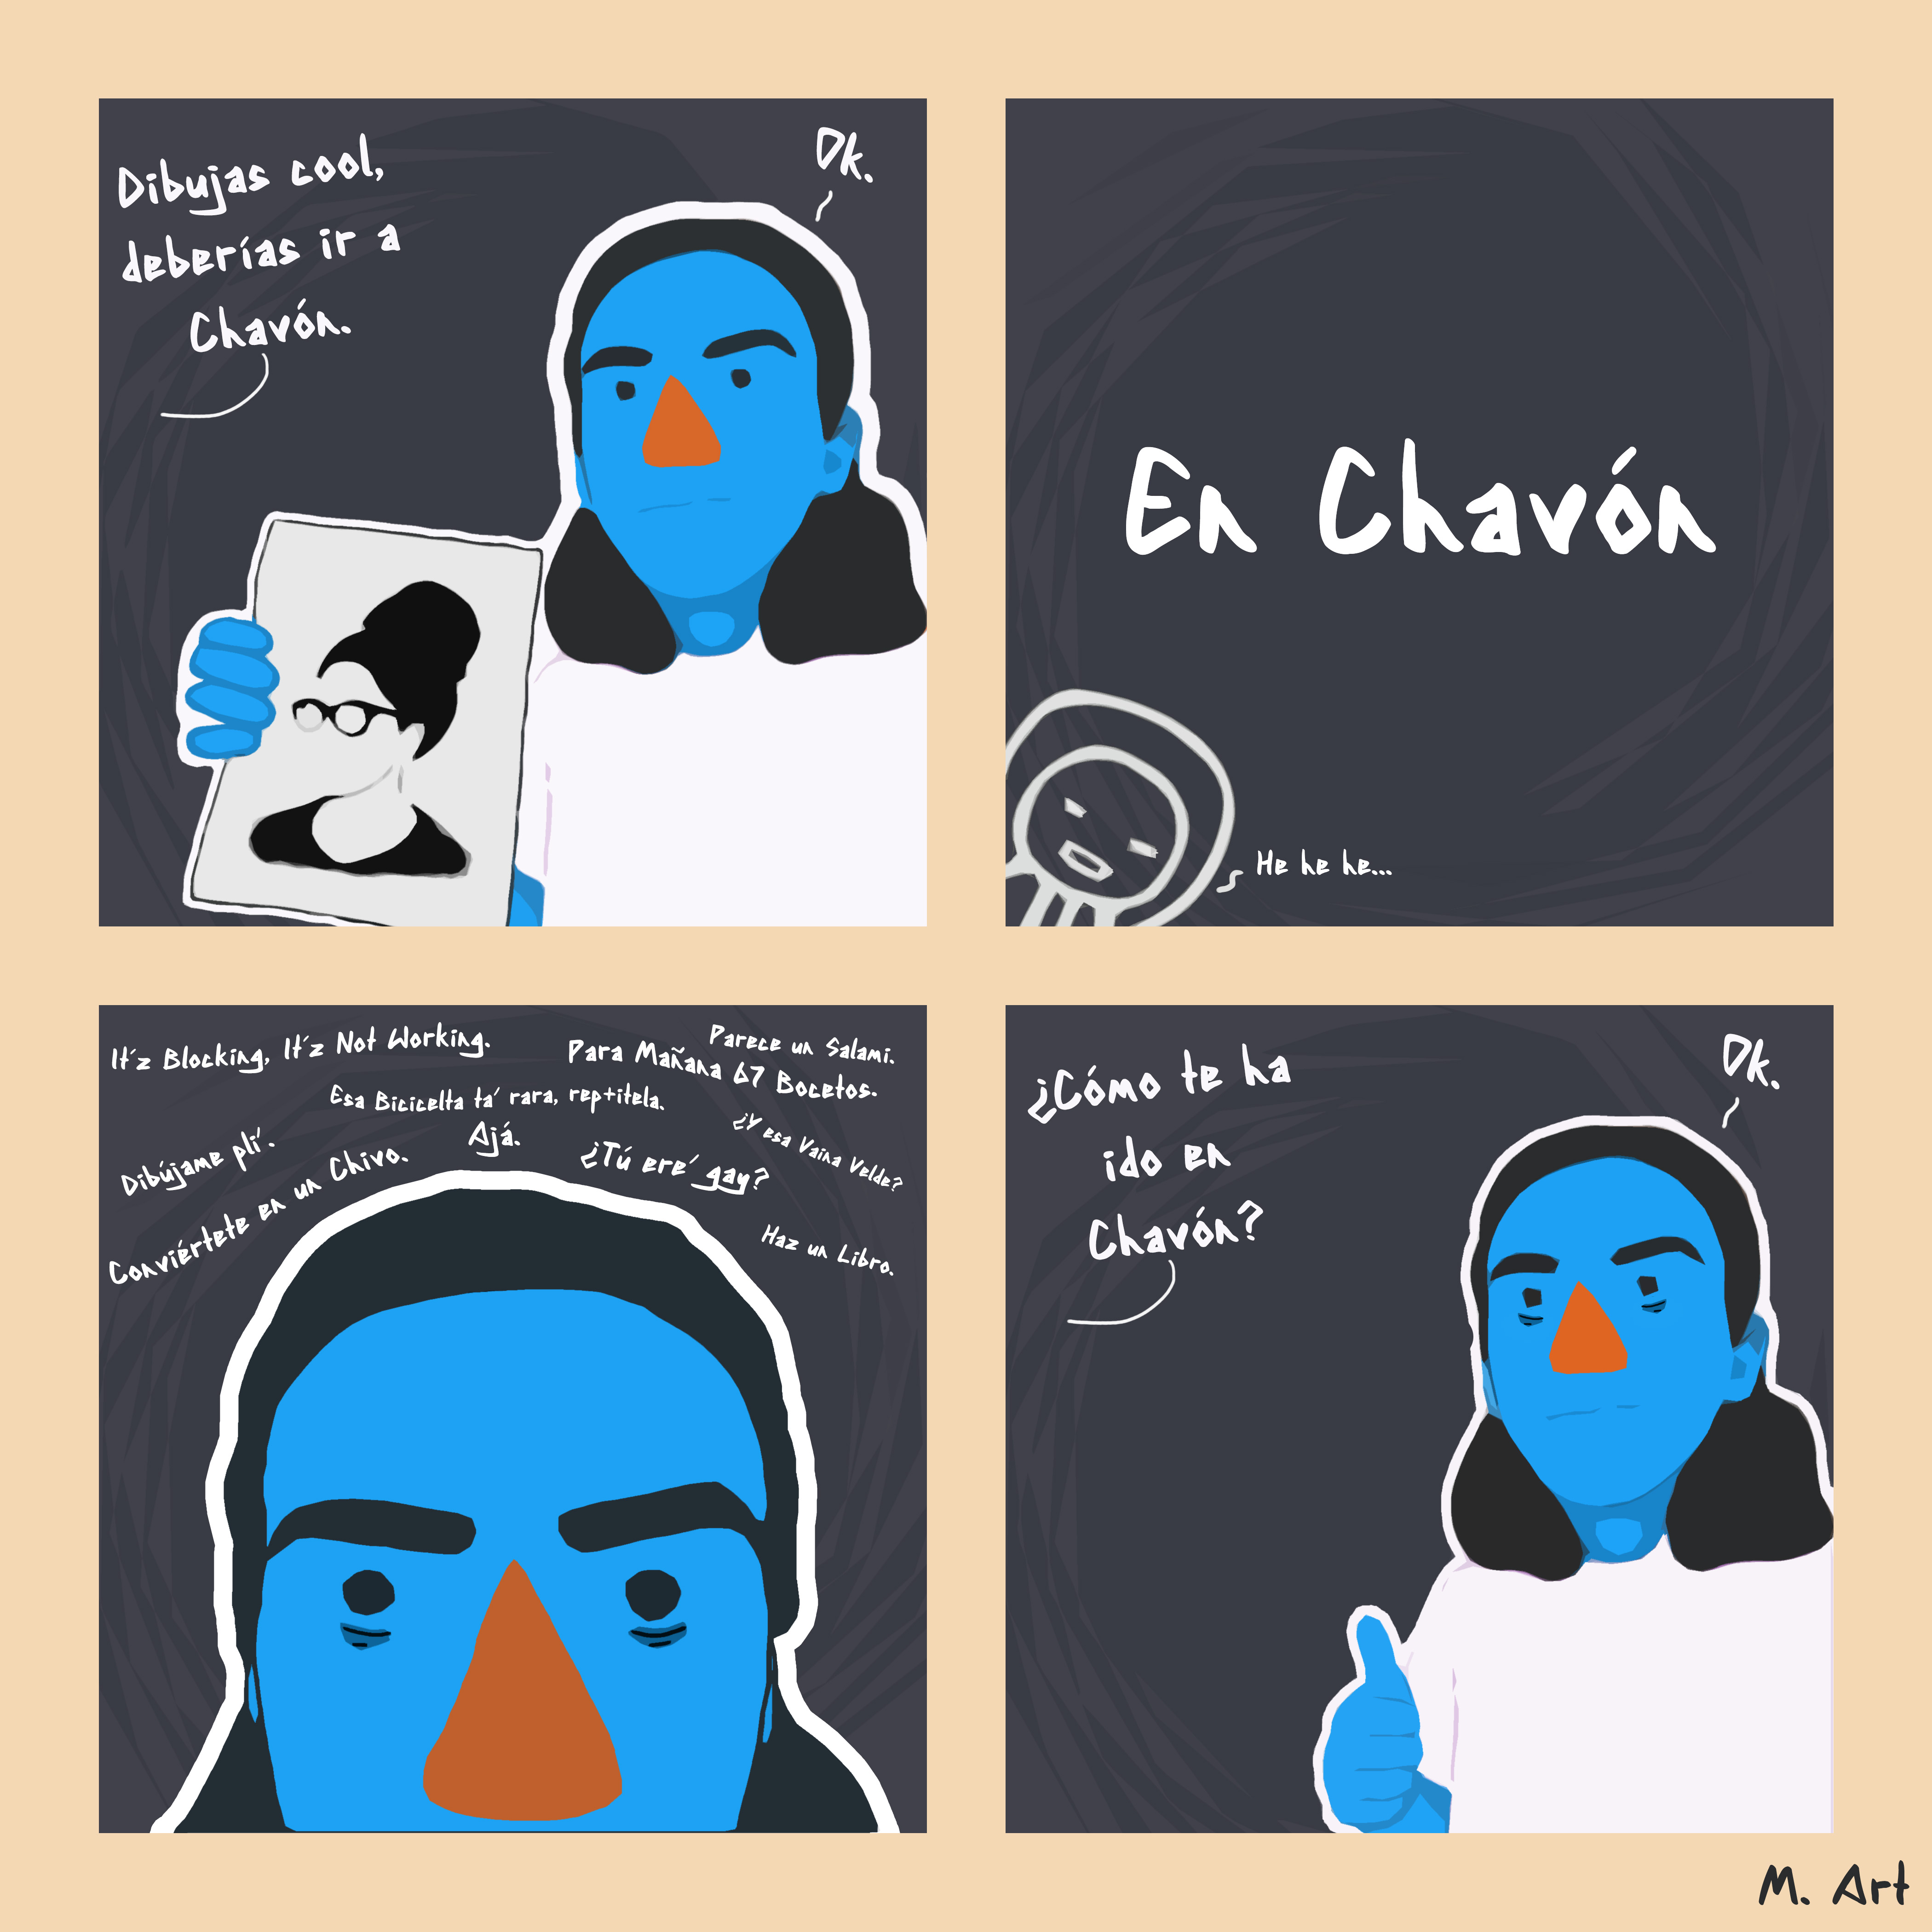 Dibujas cool,
deberías ir a
Chavón.
Ok.
En Chavón
He he he...
It'z Blocking, It'z Not Working.
Parece un Salami.
Para Mañana 67 Bocetos.
Esa Bicicelta ta' rara, rep+itela.
¿Y esa Vaina Velde?
Dibújame plí'.
Ajá.
¿Tú ere' gay?
Conviértete en un Chivo.
Haz un Libro.
¿Cómo te ha
ido en
Chavón?
Ok.
M. Art